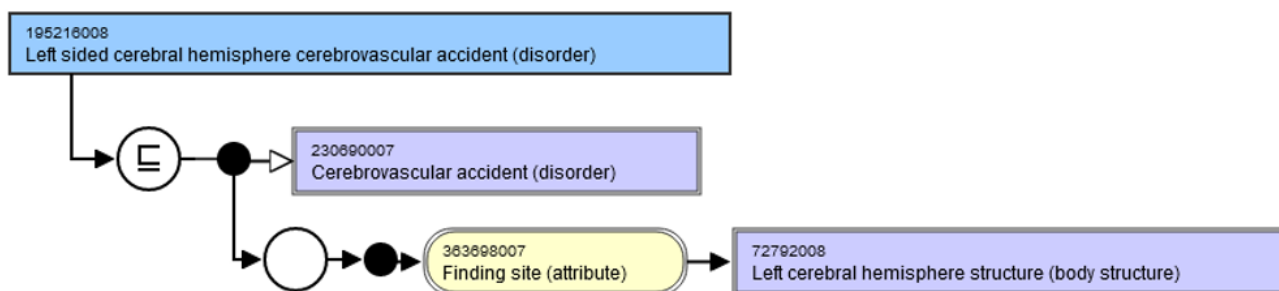 195216008
Left sided cerebral hemisphere cerebrovascular accident (disorder)
⊑
230690007
Cerebrovascular accident (disorder)
363698007
Finding site (attribute)
72792008
Left cerebral hemisphere structure (body structure)